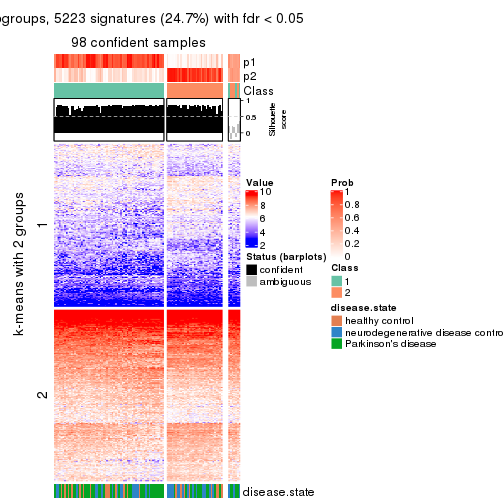 ogroups, 5223 signatures (24.7%) with fdr < 0.05
98 confident samples
p1
p2
Class
1
0.5
0
Silhouette
score
k-means with 2 groups
1
2
Value
10
8
6
4
2
Status (barplots)
confident
ambiguous
Prob
1
0.8
0.6
0.4
0.2
0
Class
1
2
disease.state
healthy control
neurodegenerative disease contro
Parkinson's disease
disease.state